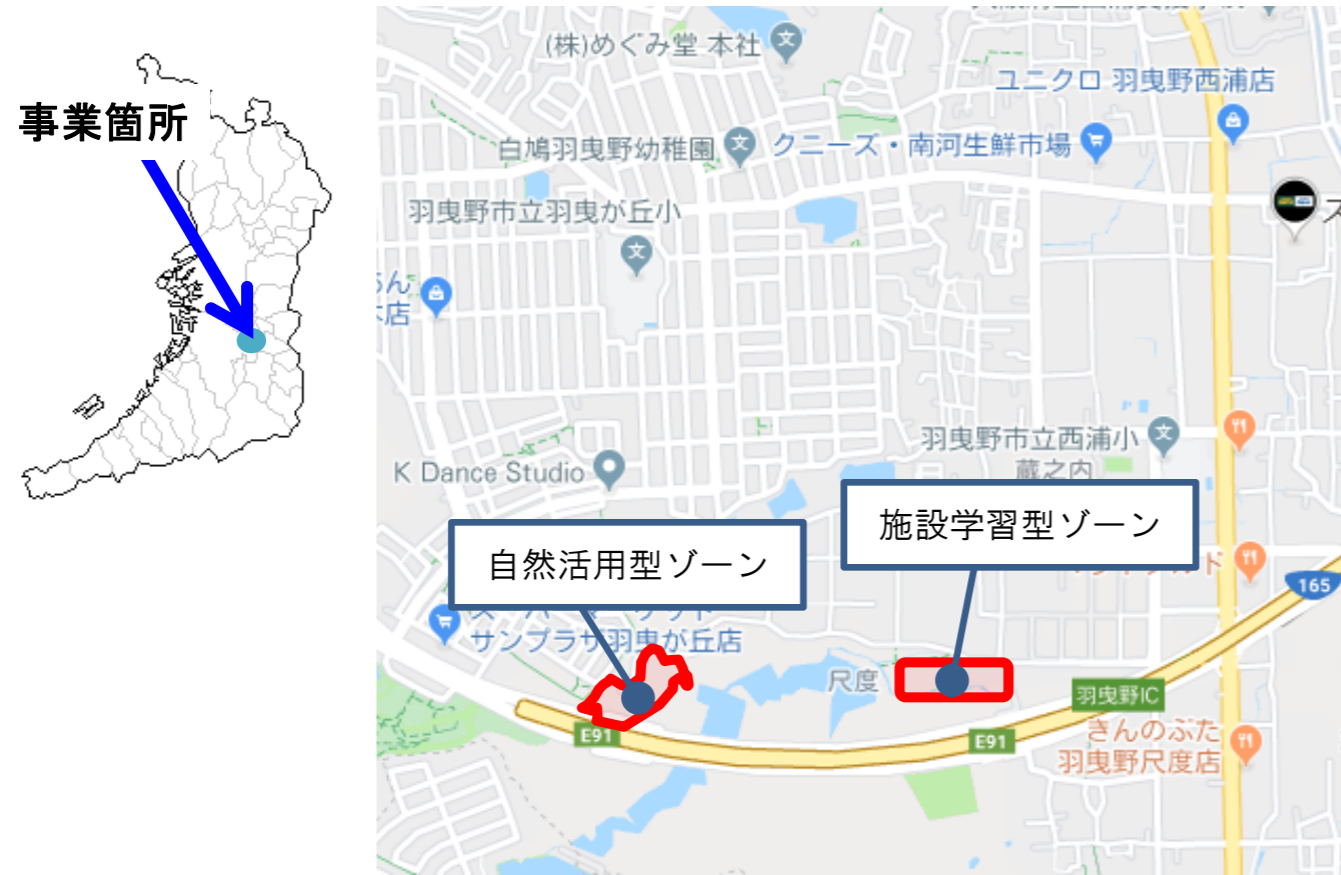 事業箇所
(株)めぐみ堂 本社
ユニクロ 羽曳野西浦店
白鳩羽曳野幼稚園
クニーズ・南河生鮮市場
羽曳野市立羽曳が丘小
ス
店
羽曳野市立西浦小
蔵之内
K Dance Studio
施設学習型ゾーン
自然活用型ゾーン
165
サンプラザ羽曳が丘店
尺度
羽曳野IC
E91
E91
きんのぶた
羽曳野尺度店